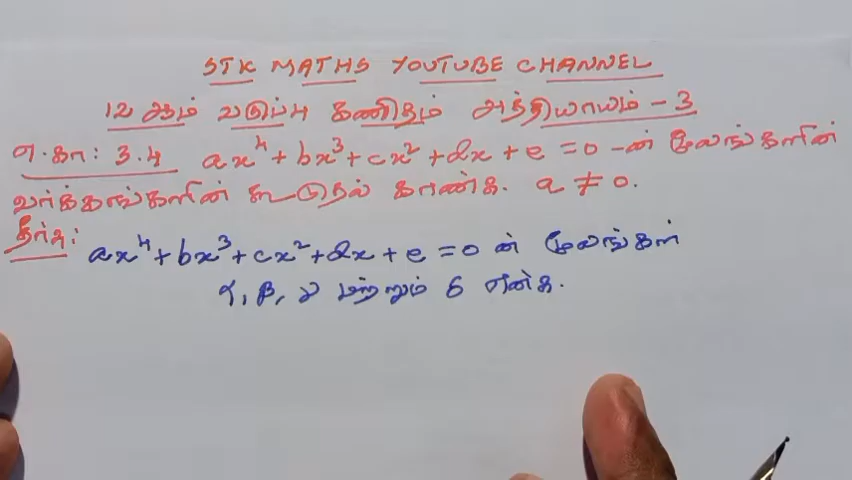 STK MATHS YOUTUBE CHANNEL
12 ஆம் வகுப்பு கணிதம் அத்தியாயம் - 3
எ.கா: 3.4 ax⁴ + bx³ + cx² + dx + e = 0 -ன் மூலங்களின்
வர்க்கங்களின் கூடுதல் காண்க. a ≠ 0.
தீர்வு:
ax⁴ + bx³ + cx² + dx + e = 0 ன் மூலங்கள்
α, β, γ மற்றும் δ என்க.